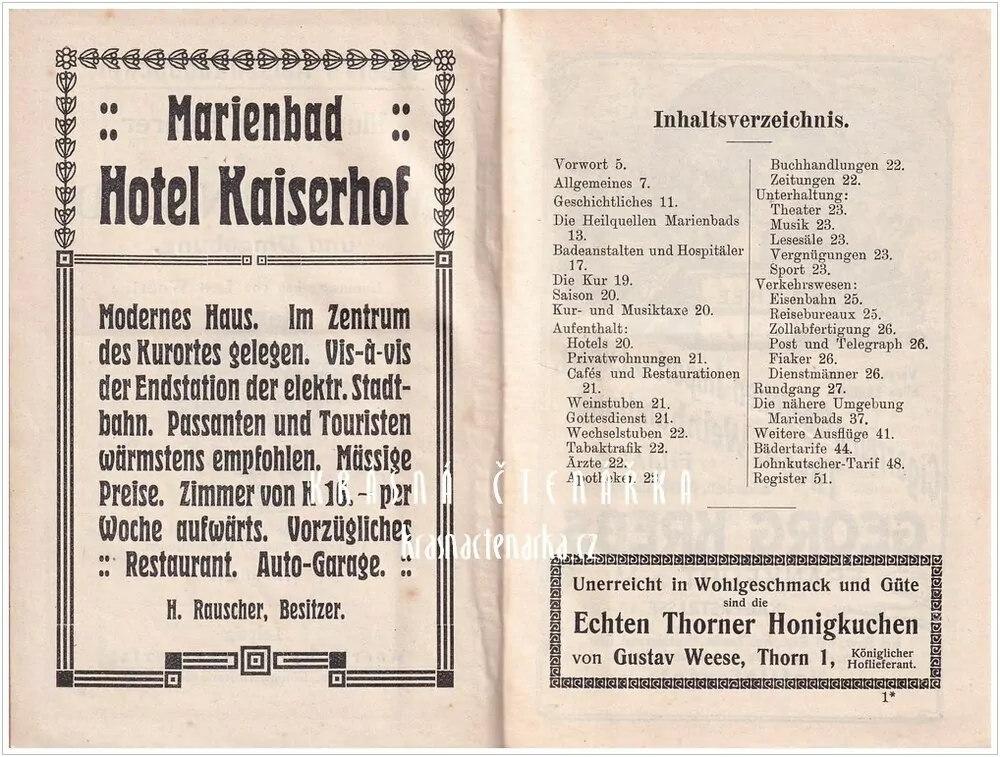 :: Marienbad ::
Hotel Kaiserhof
Modernes Haus. Im Zentrum
des Kurortes gelegen. Vis-à-vis
der Endstation der elektr. Stadt-
bahn. Passanten und Touristen
wärmstens empfohlen. Mässige
Preise. Zimmer von K 16.– per
Woche aufwärts. Vorzügliches
:: Restaurant. Auto-Garage. ::
H. Rauscher, Besitzer.
Inhaltsverzeichnis.
Vorwort 5.
Allgemeines 7.
Geschichtliches 11.
Die Heilquellen Marienbads
13.
Badeanstalten und Hospitäler
17.
Die Kur 19.
Saison 20.
Kur- und Musiktaxe 20.
Aufenthalt:
Hotels 20.
Privatwohnungen 21.
Cafés und Restaurationen
21.
Weinstuben 21.
Gottesdienst 21.
Wechselstuben 22.
Tabaktrafik 22.
Ärzte 22.
Apotheken 22.
Buchhandlungen 22.
Zeitungen 22.
Unterhaltung:
Theater 23.
Musik 23.
Lesesäle 23.
Vergnügungen 23.
Sport 23.
Verkehrswesen:
Eisenbahn 25.
Reisebureaux 25.
Zollabfertigung 26.
Post und Telegraph 26.
Fiaker 26.
Dienstmänner 26.
Rundgang 27.
Die nähere Umgebung
Marienbads 37.
Weitere Ausflüge 41.
Bädertarife 44.
Lohnkutscher-Tarif 48.
Register 51.
KRÁSNÁ ČTENÁŘKA
krasnactenarka.cz
Unerreicht in Wohlgeschmack und Güte
sind die
Echten Thorner Honigkuchen
von Gustav Weese, Thorn 1, Königlicher
Hoflieferant.
1*